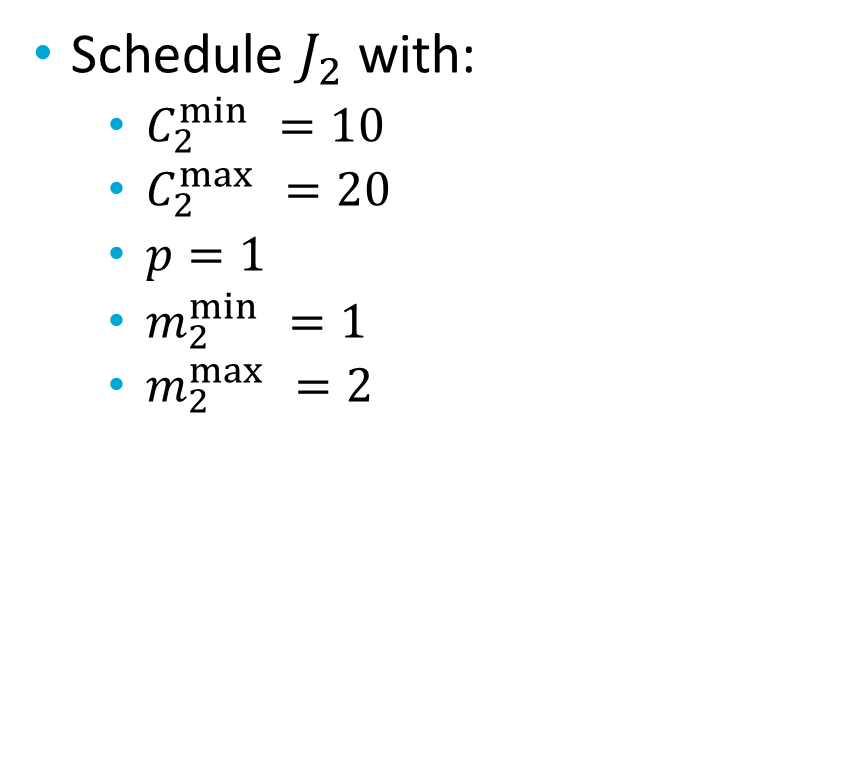 • Schedule J₂ with:
• C₂ᵐⁱⁿ = 10
• C₂ᵐᵃˣ = 20
• p = 1
• m₂ᵐⁱⁿ = 1
• m₂ᵐᵃˣ = 2